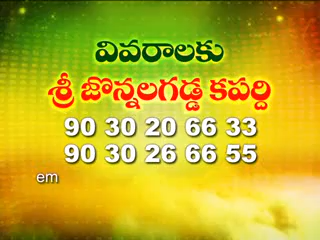 వివరాలకు
శ్రీ జొన్నలగడ్డ కపర్ది
90 30 20 66 33
90 30 26 66 55
em